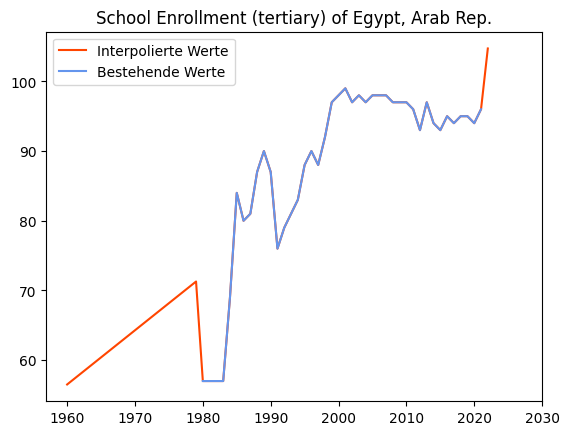 School Enrollment (tertiary) of Egypt, Arab Rep.
Interpolierte Werte
Bestehende Werte
100
90
80
70
60
1960 1970 1980 1990 2000 2010 2020 2030